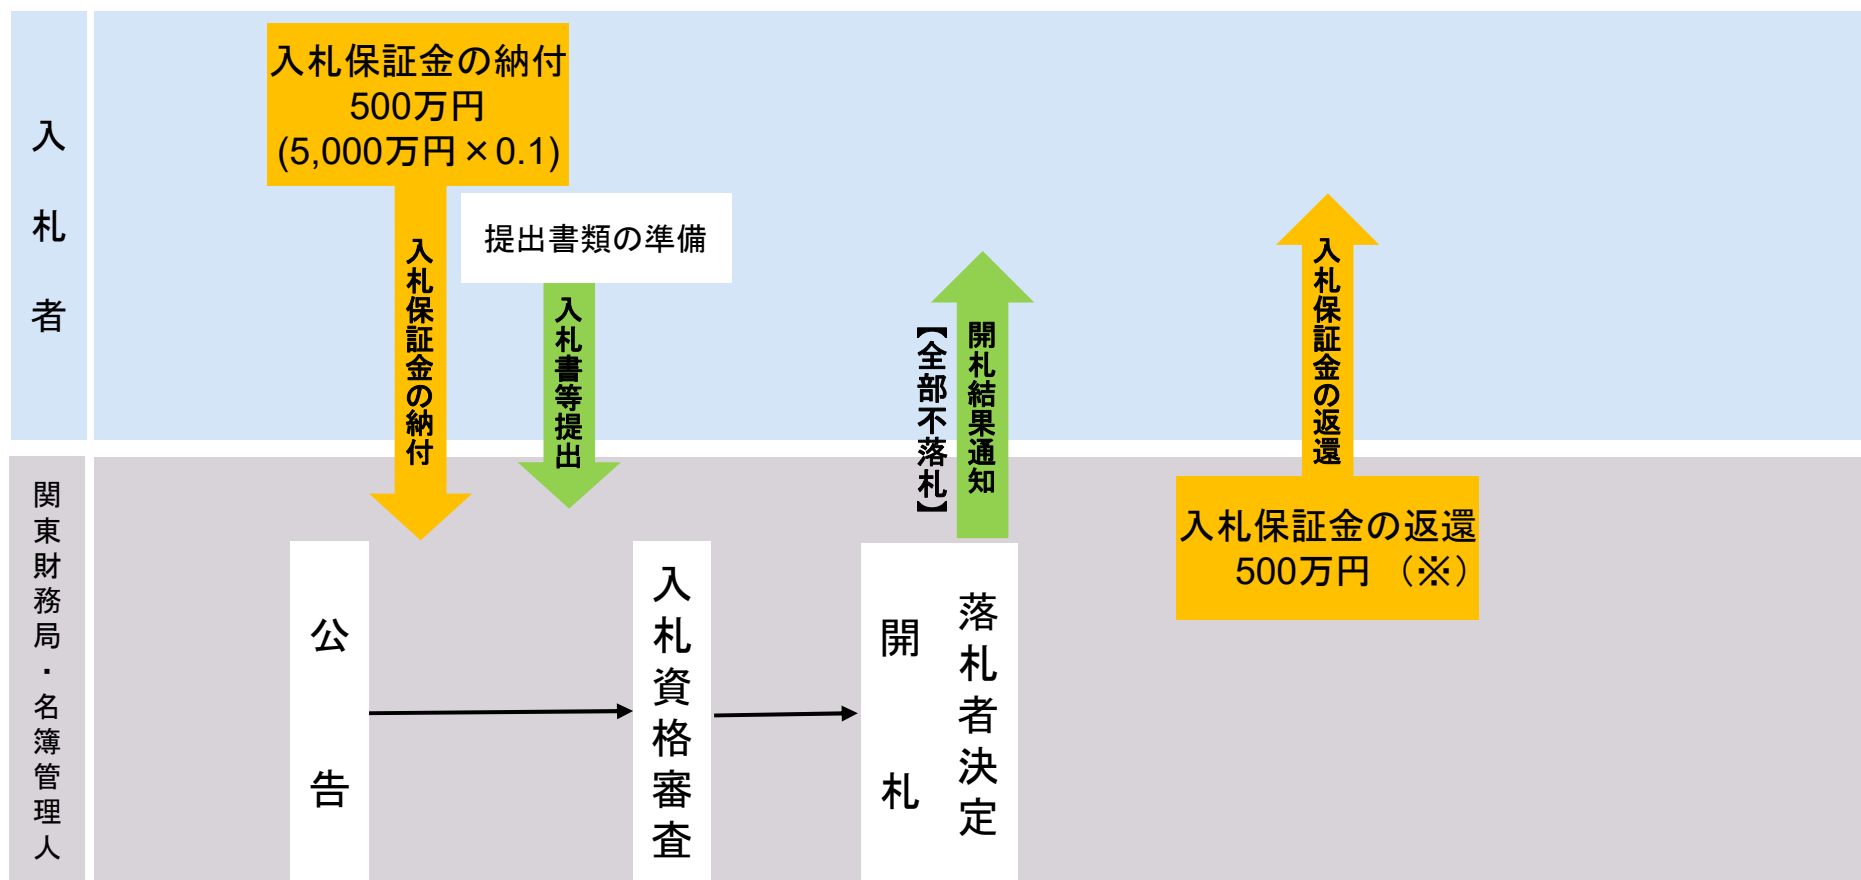 入札者
入札保証金の納付
500万円
(5,000万円×0.1)
入札保証金の納付
提出書類の準備
入札書等提出
開札結果通知
【全部不落札】
入札保証金の返還
関東財務局・名簿管理人
公告
入札資格審査
開札
落札者決定
入札保証金の返還
500万円（※）